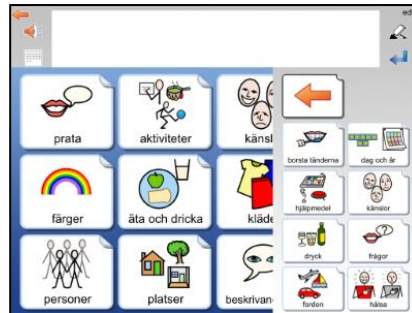 prata
aktiviteter
känsl
färger
äta och dricka
kläde
personer
platser
beskrivan
borsta tänderna
dag och år
hjälpmedel
känslor
dryck
frågor
fordon
hälsa